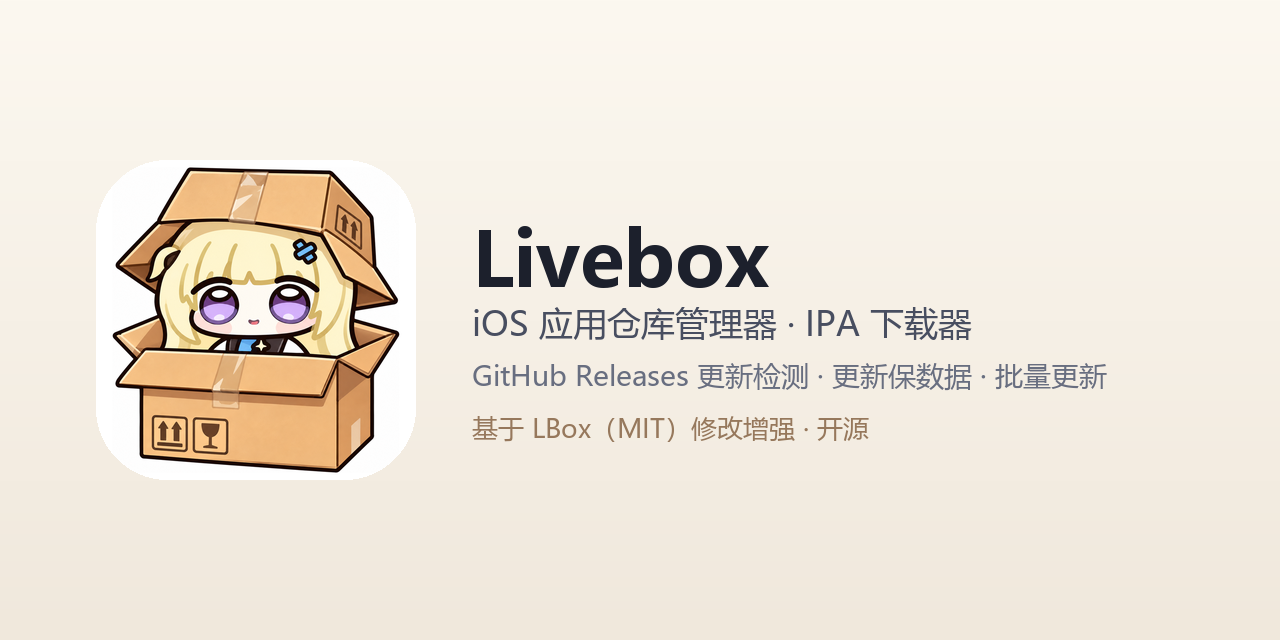 Livebox
iOS 应用仓库管理器 · IPA 下载器
GitHub Releases 更新检测 · 更新保数据 · 批量更新
基于 LBox（MIT）修改增强 · 开源